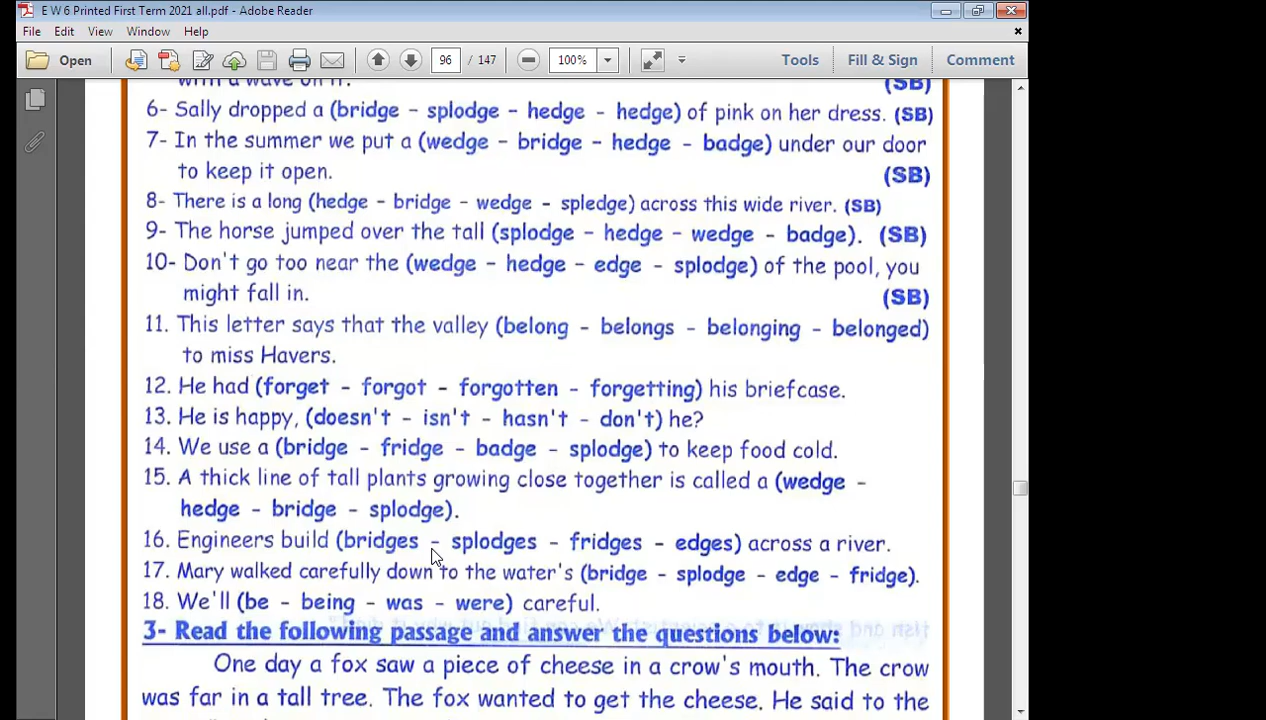 E W 6 Printed First Term 2021 all.pdf - Adobe Reader
File Edit View Window Help
Open 96 / 147 100% Tools Fill & Sign Comment
with a wave on it. (SB)
6- Sally dropped a (bridge - splodge - hedge - hedge) of pink on her dress. (SB)
7- In the summer we put a (wedge - bridge - hedge - badge) under our door
to keep it open. (SB)
8- There is a long (hedge - bridge - wedge - spledge) across this wide river. (SB)
9- The horse jumped over the tall (splodge - hedge - wedge - badge). (SB)
10- Don't go too near the (wedge - hedge - edge - splodge) of the pool, you
might fall in. (SB)
11. This letter says that the valley (belong - belongs - belonging - belonged)
to miss Havers.
12. He had (forget - forgot - forgotten - forgetting) his briefcase.
13. He is happy, (doesn't - isn't - hasn't - don't) he?
14. We use a (bridge - fridge - badge - splodge) to keep food cold.
15. A thick line of tall plants growing close together is called a (wedge -
hedge - bridge - splodge).
16. Engineers build (bridges - splodges - fridges - edges) across a river.
17. Mary walked carefully down to the water's (bridge - splodge - edge - fridge).
18. We'll (be - being - was - were) careful.
3- Read the following passage and answer the questions below:
One day a fox saw a piece of cheese in a crow's mouth. The crow
was far in a tall tree. The fox wanted to get the cheese. He said to the